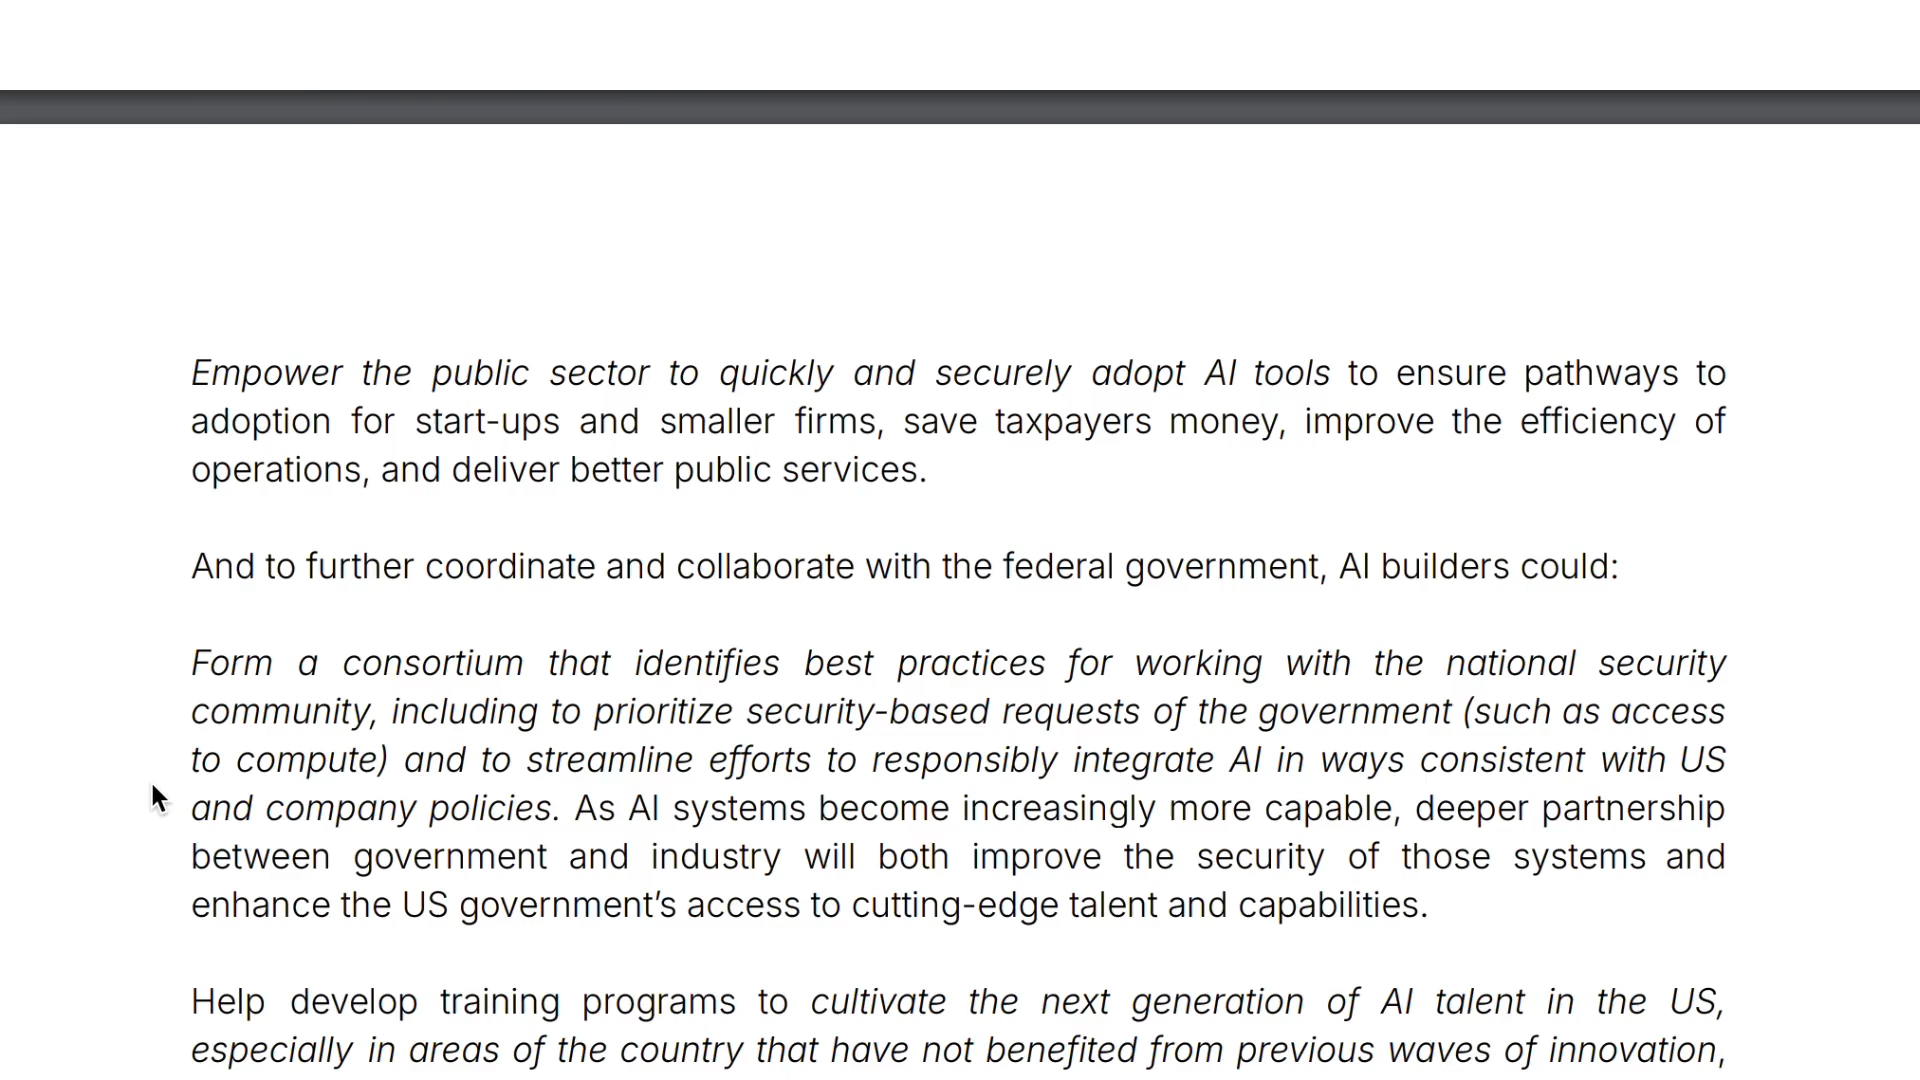 Empower the public sector to quickly and securely adopt AI tools to ensure pathways to
adoption for start-ups and smaller firms, save taxpayers money, improve the efficiency of
operations, and deliver better public services.
And to further coordinate and collaborate with the federal government, AI builders could:
Form a consortium that identifies best practices for working with the national security
community, including to prioritize security-based requests of the government (such as access
to compute) and to streamline efforts to responsibly integrate AI in ways consistent with US
and company policies. As AI systems become increasingly more capable, deeper partnership
between government and industry will both improve the security of those systems and
enhance the US government’s access to cutting-edge talent and capabilities.
Help develop training programs to cultivate the next generation of AI talent in the US,
especially in areas of the country that have not benefited from previous waves of innovation,